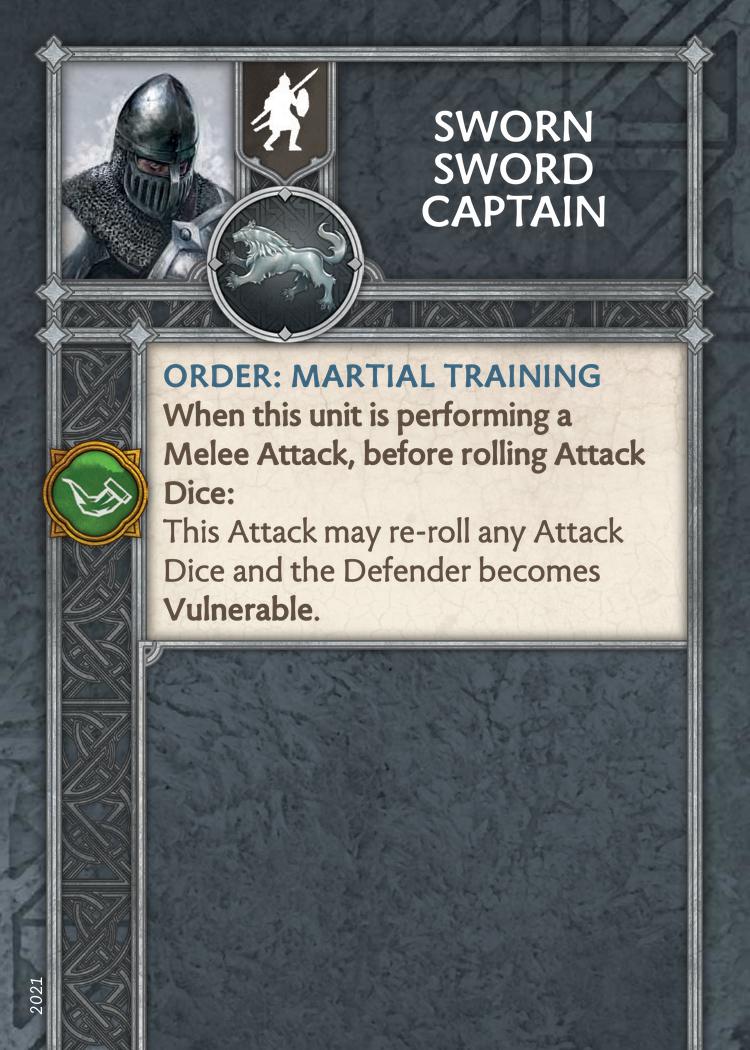 SWORN
SWORD
CAPTAIN
ORDER: MARTIAL TRAINING
When this unit is performing a
Melee Attack, before rolling Attack
Dice:
This Attack may re-roll any Attack
Dice and the Defender becomes
Vulnerable.
2021